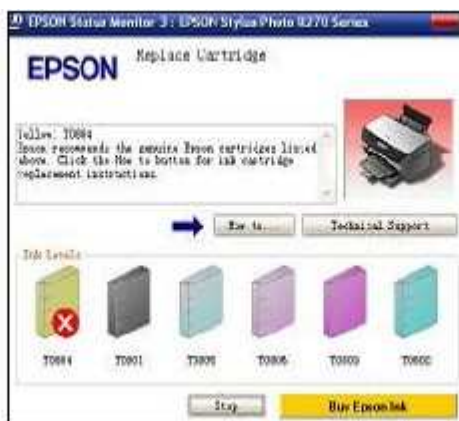 EPSON Status Monitor 3 : EPSON Stylus Photo R270 Series
EPSON
Replace Cartridge
Yellow: T0804
Epson recommends the genuine Epson cartridges listed
above. Click the How to button for ink cartridge
replacement instructions.
How to...
Technical Support
Ink Levels
T0804 T0801 T0805 T0806 T0803 T0802
Stop
Buy Epson Ink